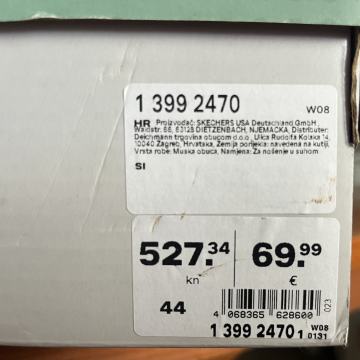 1 399 2470
W08
HR Proizvođač: SKECHERS USA Deutschland GmbH,
Waldstr. 66, 63128 DIETZENBACH, NJEMAČKA, Distributer:
Deichmann trgovina obućom d.o.o., Ulica Rudolfa Kolaka 14,
10040 Zagreb, Hrvatska, Zemlja porijekla: navedena na kutiji,
Vrsta robe: Muška obuća, Namjena: Za nošenje u suhom
SI
527.34 69.99
kn €
44
4 068365 628600
023
1 399 2470 1 W08
0131